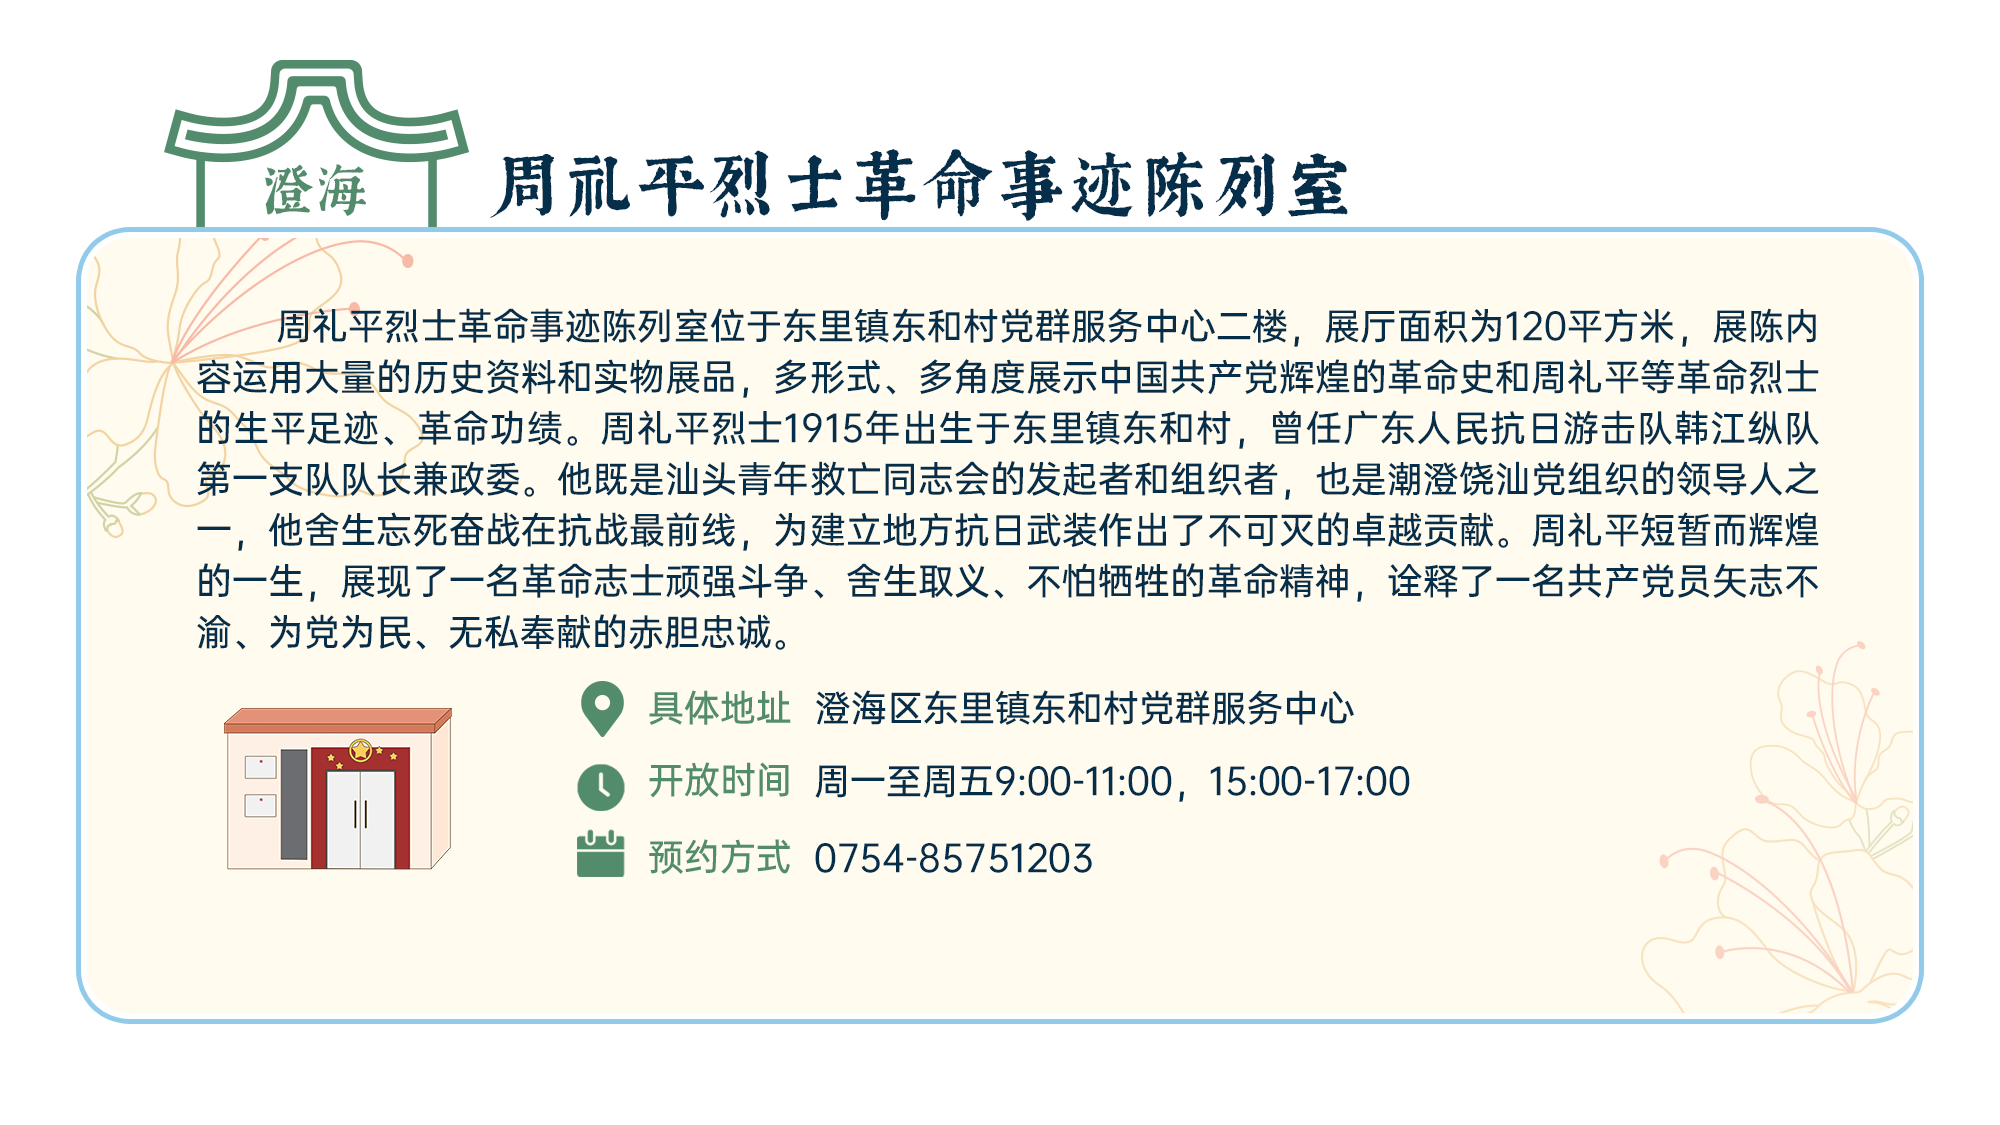 澄海
周礼平烈士革命事迹陈列室
周礼平烈士革命事迹陈列室位于东里镇东和村党群服务中心二楼，展厅面积为120平方米，展陈内
容运用大量的历史资料和实物展品，多形式、多角度展示中国共产党辉煌的革命史和周礼平等革命烈士
的生平足迹、革命功绩。周礼平烈士1915年出生于东里镇东和村，曾任广东人民抗日游击队韩江纵队
第一支队队长兼政委。他既是汕头青年救亡同志会的发起者和组织者，也是潮澄饶汕党组织的领导人之
一，他舍生忘死奋战在抗战最前线，为建立地方抗日武装作出了不可灭的卓越贡献。周礼平短暂而辉煌
的一生，展现了一名革命志士顽强斗争、舍生取义、不怕牺牲的革命精神，诠释了一名共产党员矢志不
渝、为党为民、无私奉献的赤胆忠诚。
具体地址 澄海区东里镇东和村党群服务中心
开放时间 周一至周五9:00-11:00，15:00-17:00
预约方式 0754-85751203